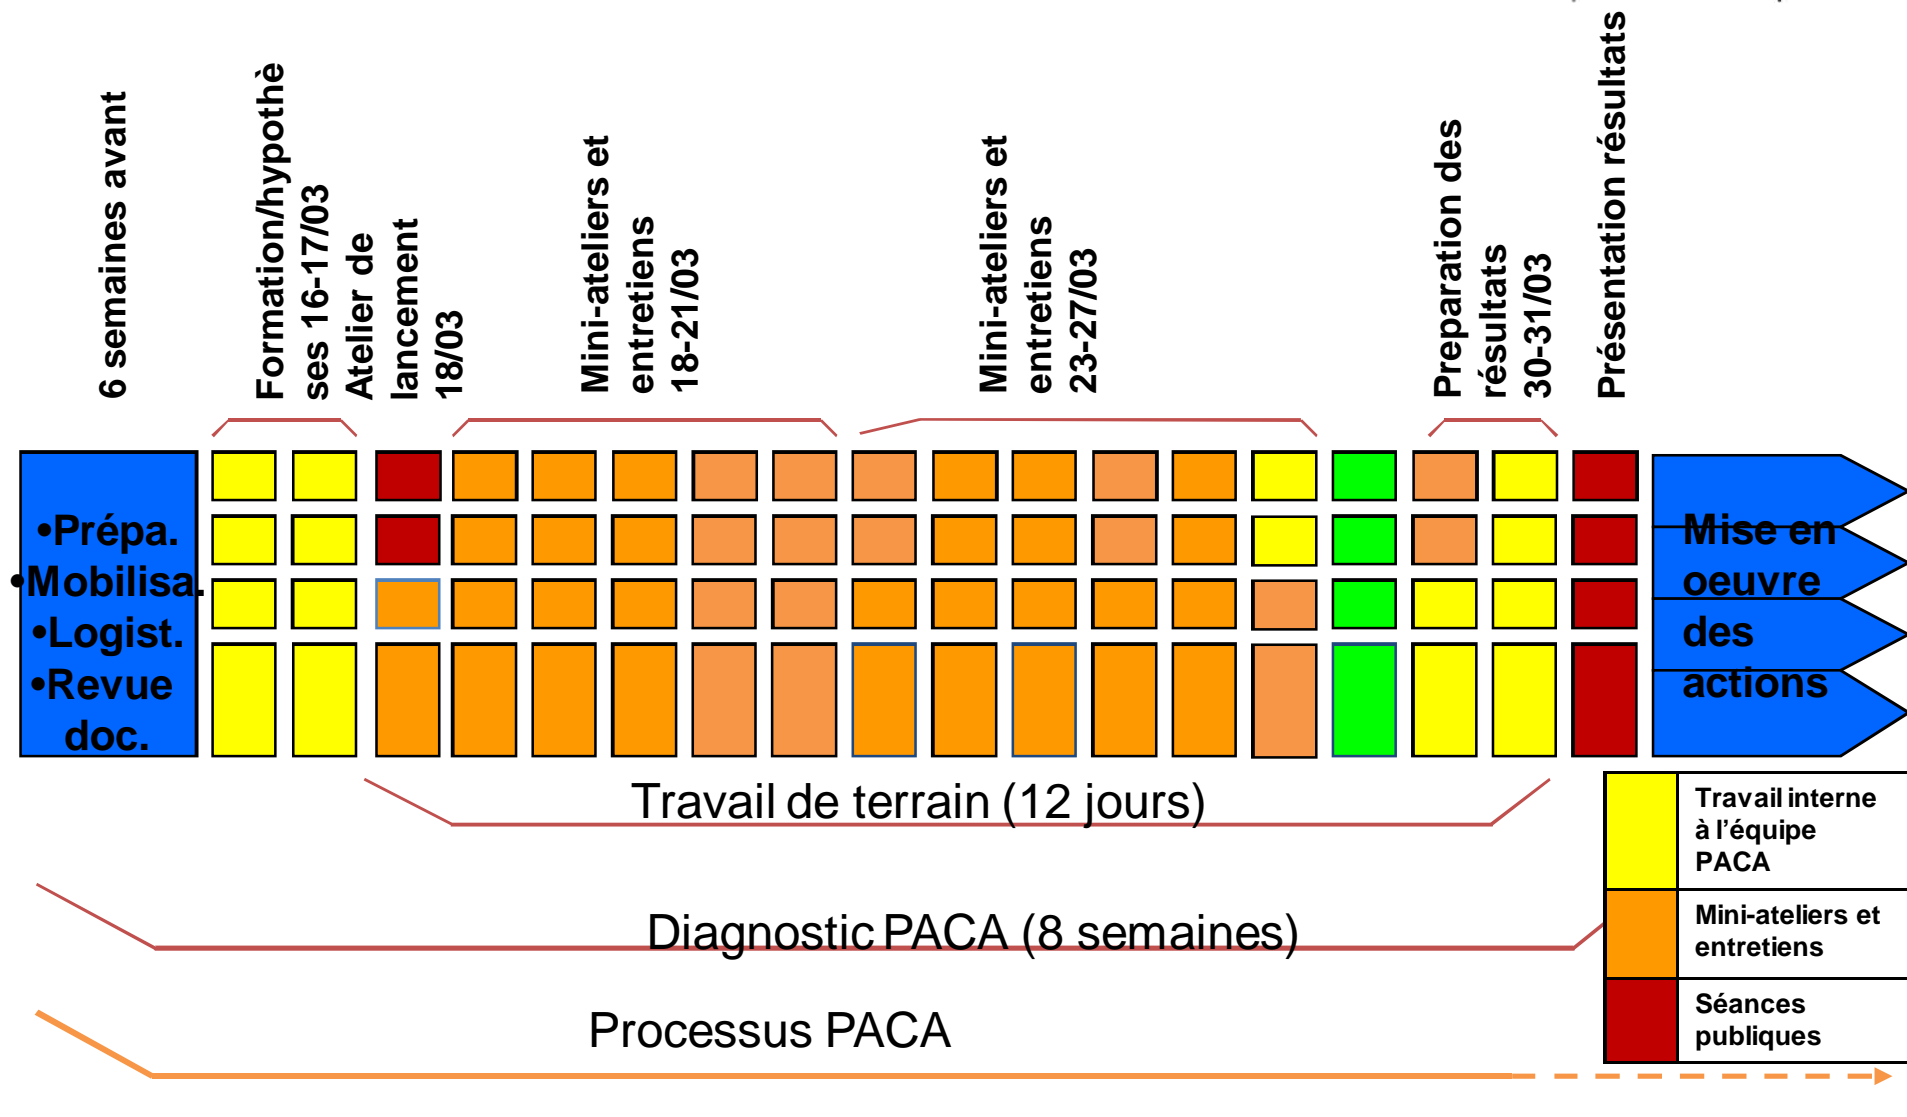 6 semaines avant
Formation/hypothè
ses 16-17/03
Atelier de
lancement
18/03
Mini-ateliers et
entretiens
18-21/03
Mini-ateliers et
entretiens
23-27/03
Preparation des
résultats
30-31/03
Présentation résultats
•Prépa.
•Mobilisa.
•Logist.
•Revue
doc.
Mise en
oeuvre
des
actions
Travail de terrain (12 jours)
Diagnostic PACA (8 semaines)
Processus PACA
Travail interne
à l’équipe
PACA
Mini-ateliers et
entretiens
Séances
publiques